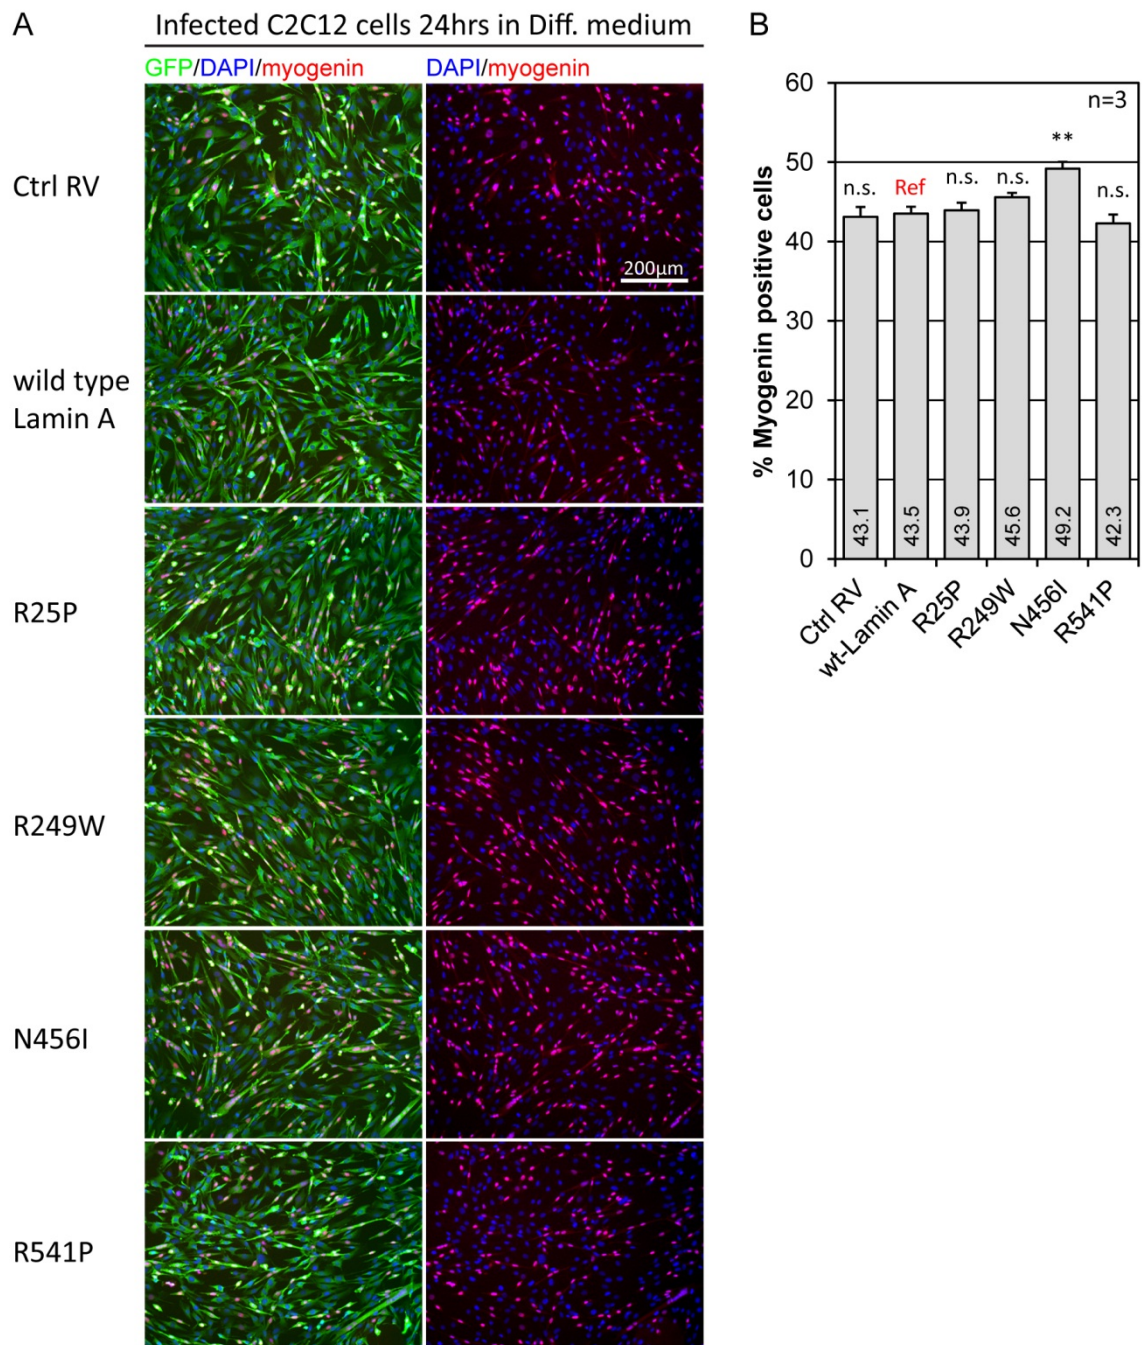 A
Infected C2C12 cells 24hrs in Diff. medium
GFP/DAPI/myogenin
DAPI/myogenin
Ctrl RV
200µm
wild type
Lamin A
R25P
R249W
N456I
R541P
B
60
50
40
30
20
10
0
% Myogenin positive cells
n=3
n.s.
Ref
n.s.
n.s.
**
n.s.
43.1
43.5
43.9
45.6
49.2
42.3
Ctrl RV
wt-Lamin A
R25P
R249W
N456I
R541P